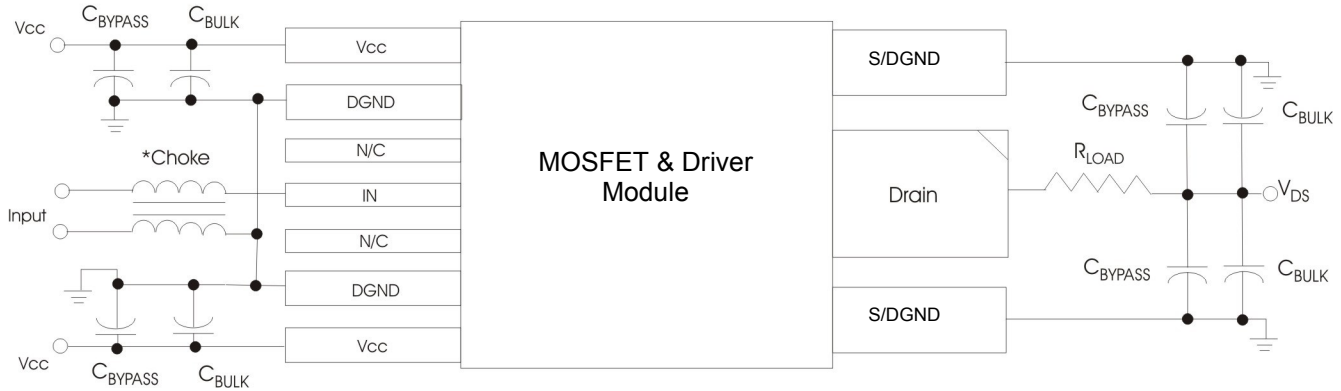 Vcc
CBYPASS
CBULK
Vcc
DGND
N/C
*Choke
IN
Input
N/C
DGND
Vcc
Vcc
CBYPASS
CBULK
MOSFET & Driver
Module
S/DGND
Drain
S/DGND
CBYPASS
CBULK
RLOAD
VDS
CBYPASS
CBULK